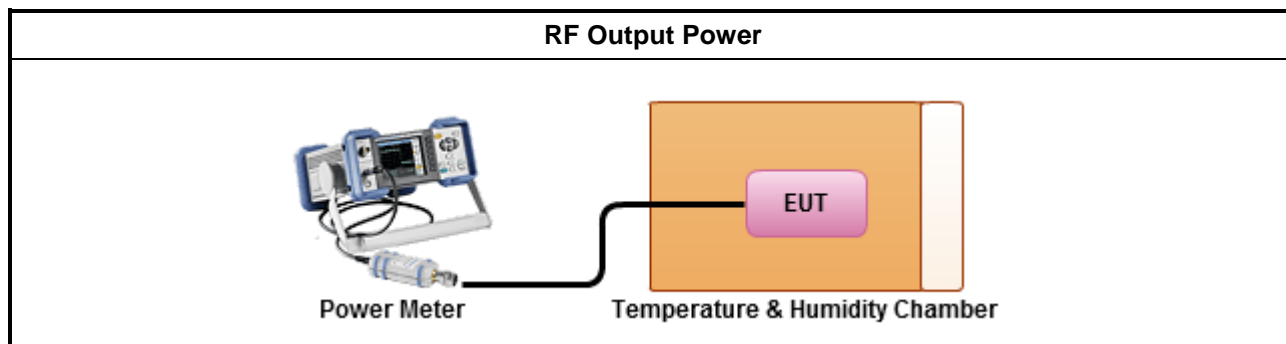 RF Output Power
EUT
Power Meter
Temperature & Humidity Chamber